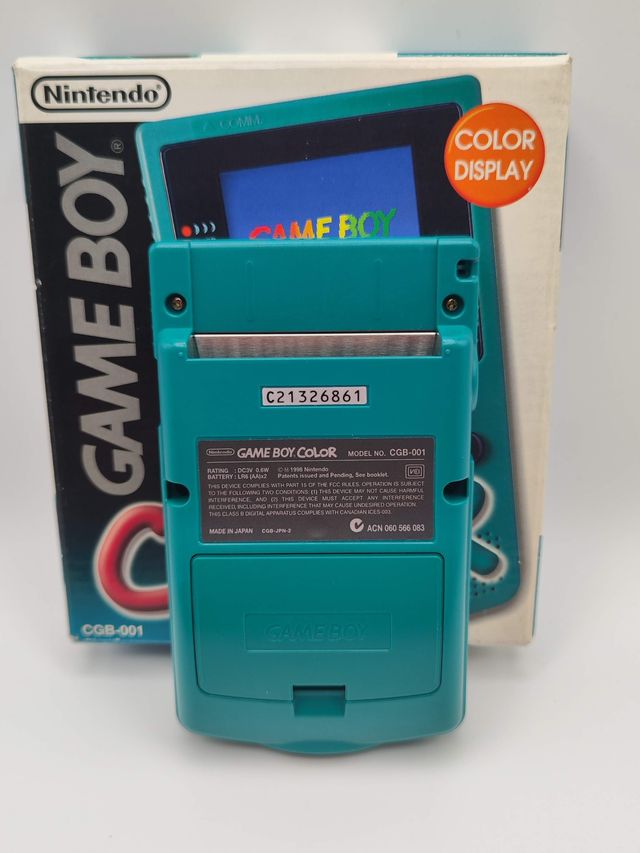 Nintendo®
GAME BOY®
COMM.
COLOR
DISPLAY
GAME BOY
C21326861
Nintendo GAME BOY COLOR MODEL NO. CGB-001
RATING : DC3V 0.6W © 1998 Nintendo
BATTERY : LR6 (AA)x2 Patents issued and Pending, See booklet.
THIS DEVICE COMPLIES WITH PART 15 OF THE FCC RULES. OPERATION IS SUBJECT
TO THE FOLLOWING TWO CONDITIONS: (1) THIS DEVICE MAY NOT CAUSE HARMFUL
INTERFERENCE, AND (2) THIS DEVICE MUST ACCEPT ANY INTERFERENCE
RECEIVED, INCLUDING INTERFERENCE THAT MAY CAUSE UNDESIRED OPERATION.
THIS CLASS B DIGITAL APPARATUS COMPLIES WITH CANADIAN ICES-003.
MADE IN JAPAN CGB-JPN-2 ACN 060 566 083
GAME BOY
C
CGB-001